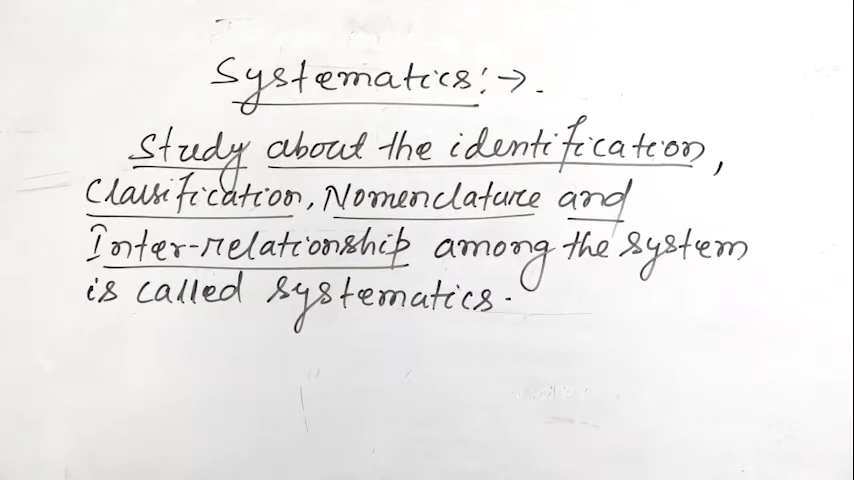 Systematics:→.
Study about the identification,
Classification, Nomenclature and
Inter-relationship among the system
is called systematics.